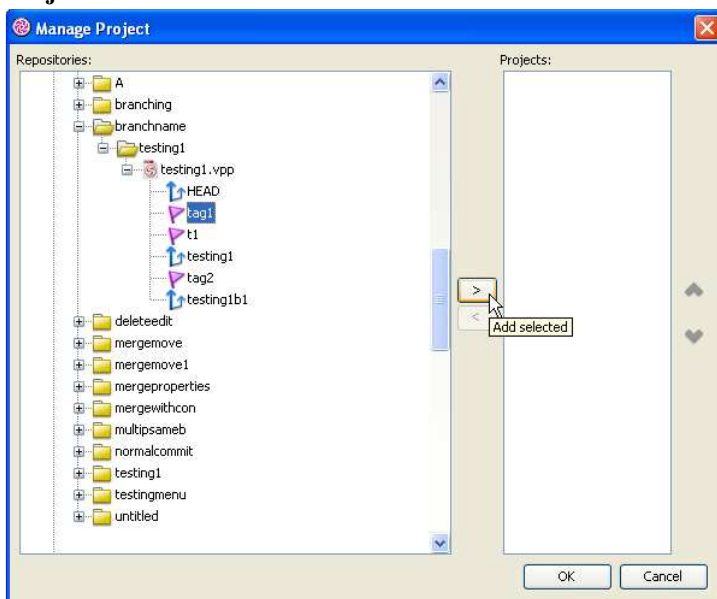 Manage Project
Repositories:
Projects:
A
branching
branchname
testing1
testing1.vpp
HEAD
tag1
t1
testing1
tag2
testing1b1
deleteedit
mergemove
mergemove1
mergeproperties
mergewithcon
multipsameb
normalcommit
testing1
testingmenu
untitled
>
<
Add selected
OK
Cancel